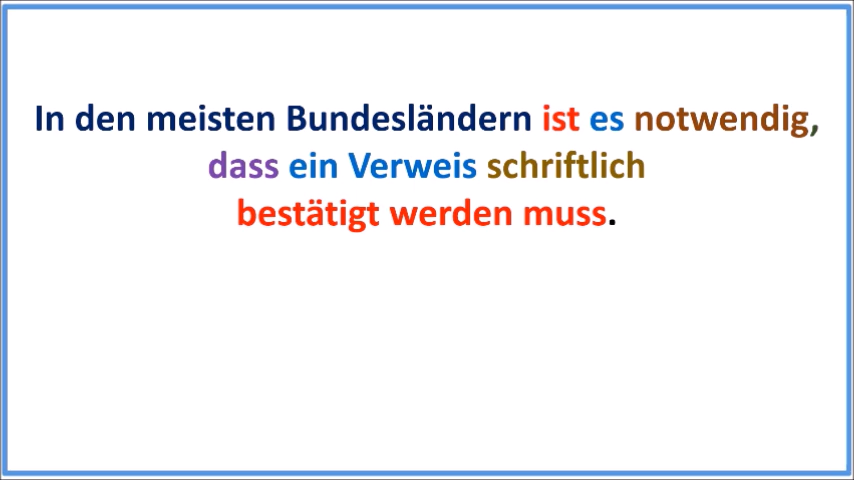 In den meisten Bundesländern ist es notwendig,
dass ein Verweis schriftlich
bestätigt werden muss.